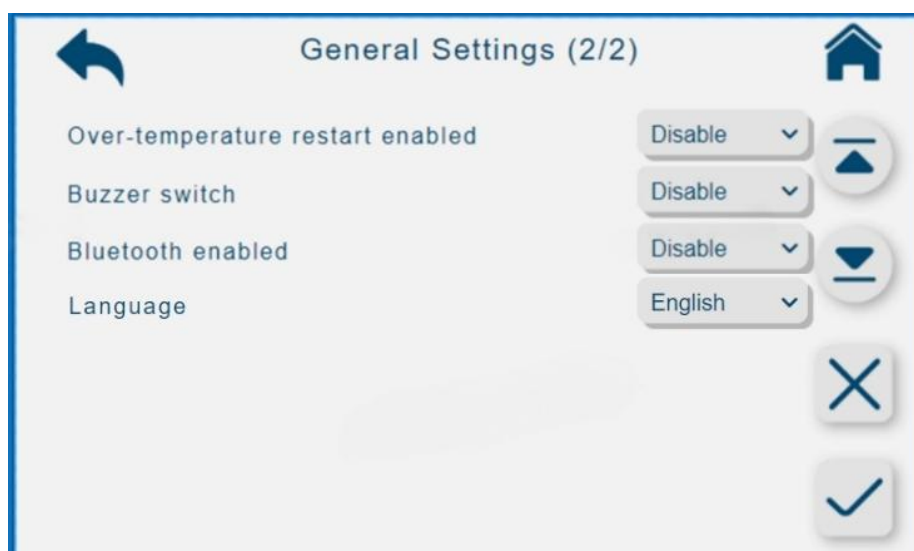 General Settings (2/2)
Over-temperature restart enabled Disable
Buzzer switch Disable
Bluetooth enabled Disable
Language English